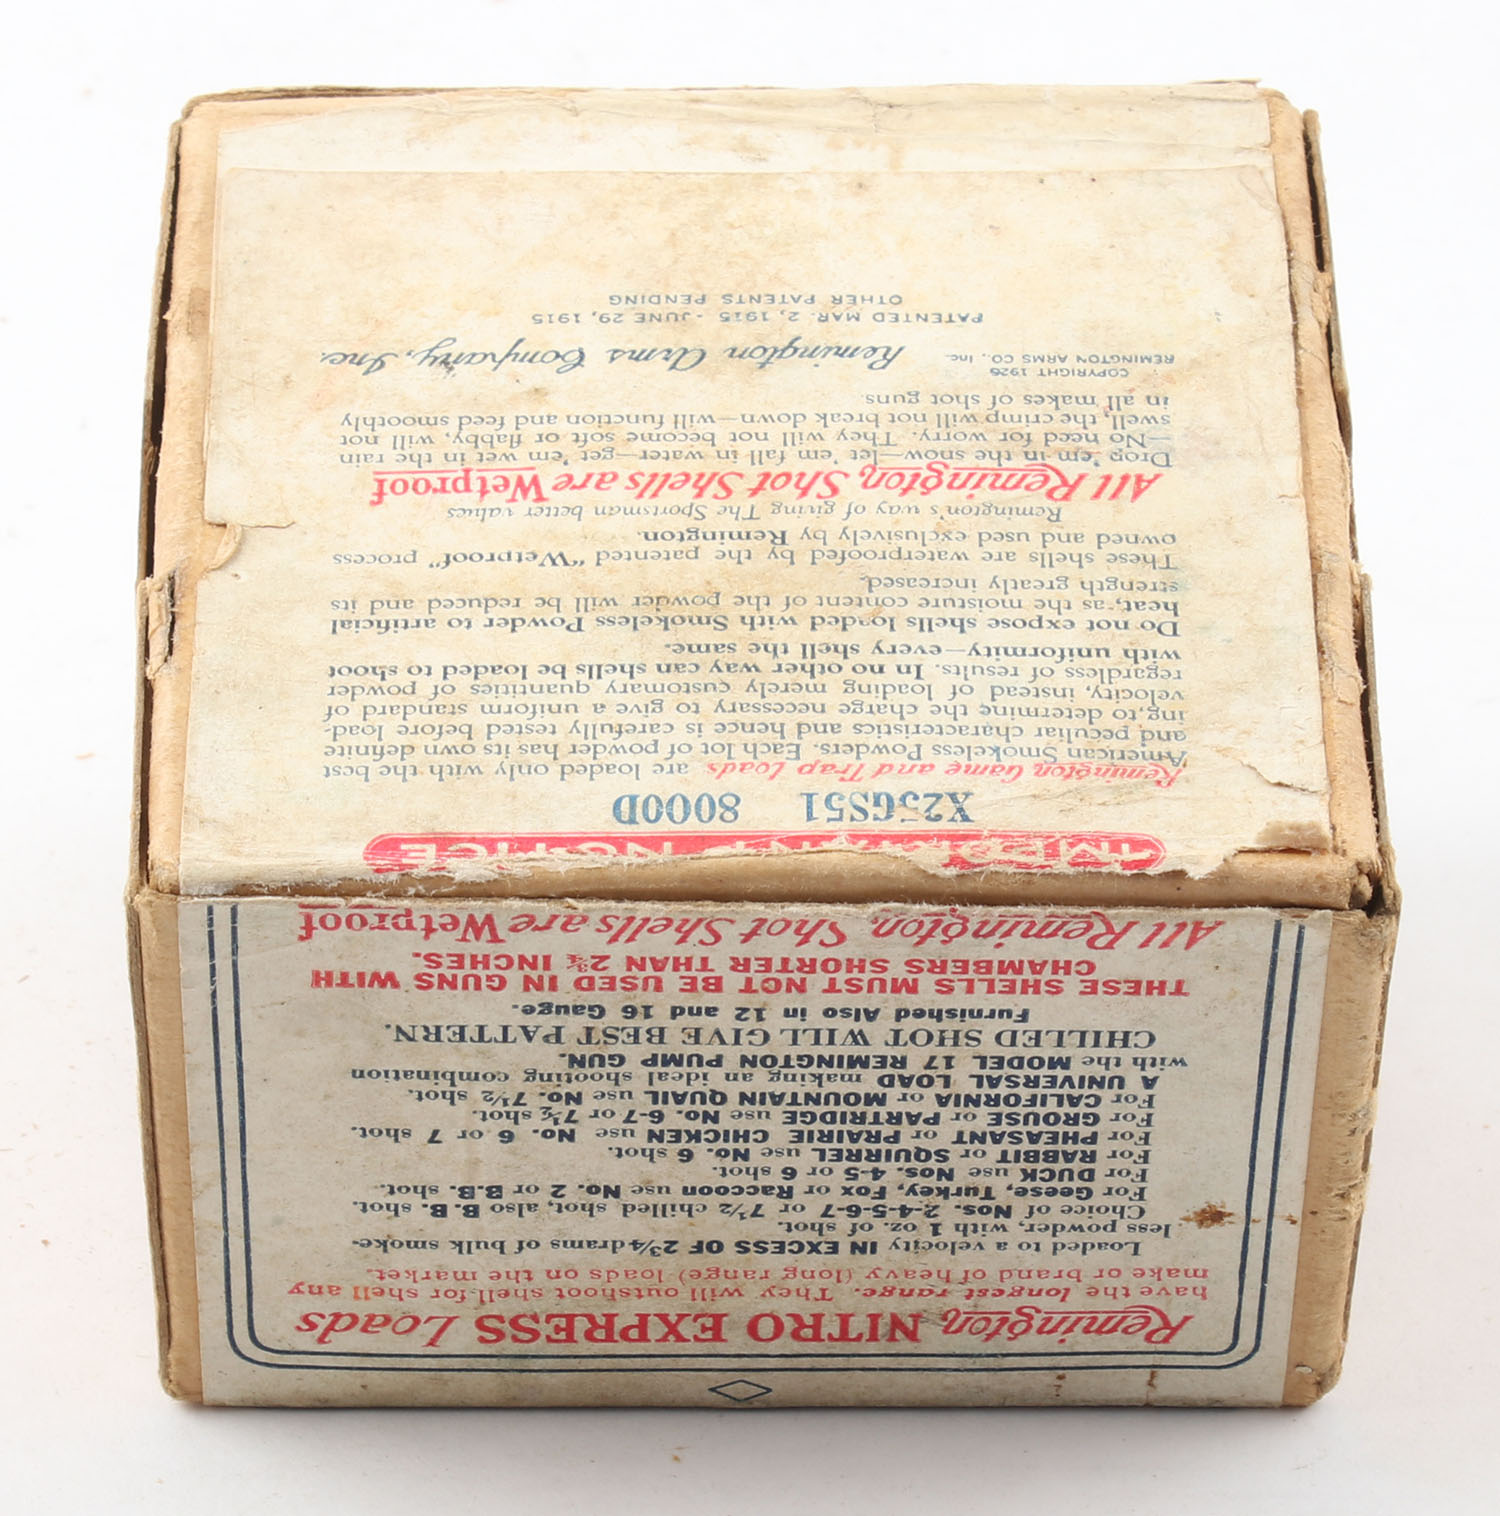 Remington NITRO EXPRESS Loads
have the longest range. They will outshoot shell for shell any
make or brand of heavy (long range) loads on the market.
Loaded to a velocity IN EXCESS OF 2¾ drams of bulk smoke-
less powder, with 1 oz. of shot.
Choice of Nos. 2-4-5-6-7 or 7½ chilled shot, also B.B. shot.
For Geese, Turkey, Fox or Raccoon use No. 2 or B.B. shot.
For DUCK use Nos. 4-5 or 6 shot.
For RABBIT or SQUIRREL use No. 6 shot.
For PHEASANT or PRAIRIE CHICKEN use No. 6 or 7 shot.
For GROUSE or PARTRIDGE use No. 6-7 or 7½ shot.
For CALIFORNIA or MOUNTAIN QUAIL use No. 7½ shot.
A UNIVERSAL LOAD making an ideal shooting combination
with the MODEL 17 REMINGTON PUMP GUN.
CHILLED SHOT WILL GIVE BEST PATTERN.
Furnished Also in 12 and 16 Gauge.
THESE SHELLS MUST NOT BE USED IN GUNS WITH
CHAMBERS SHORTER THAN 2¾ INCHES.
All Remington Shot Shells are Wetproof
IMPORTANT NOTICE
X25GS51 8000D
Remington Game and Trap Loads are loaded only with the best
American Smokeless Powders. Each lot of powder has its own definite
and peculiar characteristics and hence is carefully tested before load-
ing, to determine the charge necessary to give a uniform standard of
velocity, instead of loading merely customary quantities of powder
regardless of results. In no other way can shells be loaded to shoot
with uniformity—every shell the same.
Do not expose shells loaded with Smokeless Powder to artificial
heat, as the moisture content of the powder will be reduced and its
strength greatly increased.
These shells are waterproofed by the patented "Wetproof" process
owned and used exclusively by Remington.
Remington's way of giving The Sportsman better values
All Remington Shot Shells are Wetproof
Drop 'em in the snow—let 'em fall in water—get 'em wet in the rain
—No need for worry. They will not become soft or flabby, will not
swell, the crimp will not break down—will function and feed smoothly
in all makes of shot guns.
COPYRIGHT 1926
REMINGTON ARMS CO., Inc. Remington Arms Company, Inc.
PATENTED MAR. 2, 1915 - JUNE 29, 1915
OTHER PATENTS PENDING